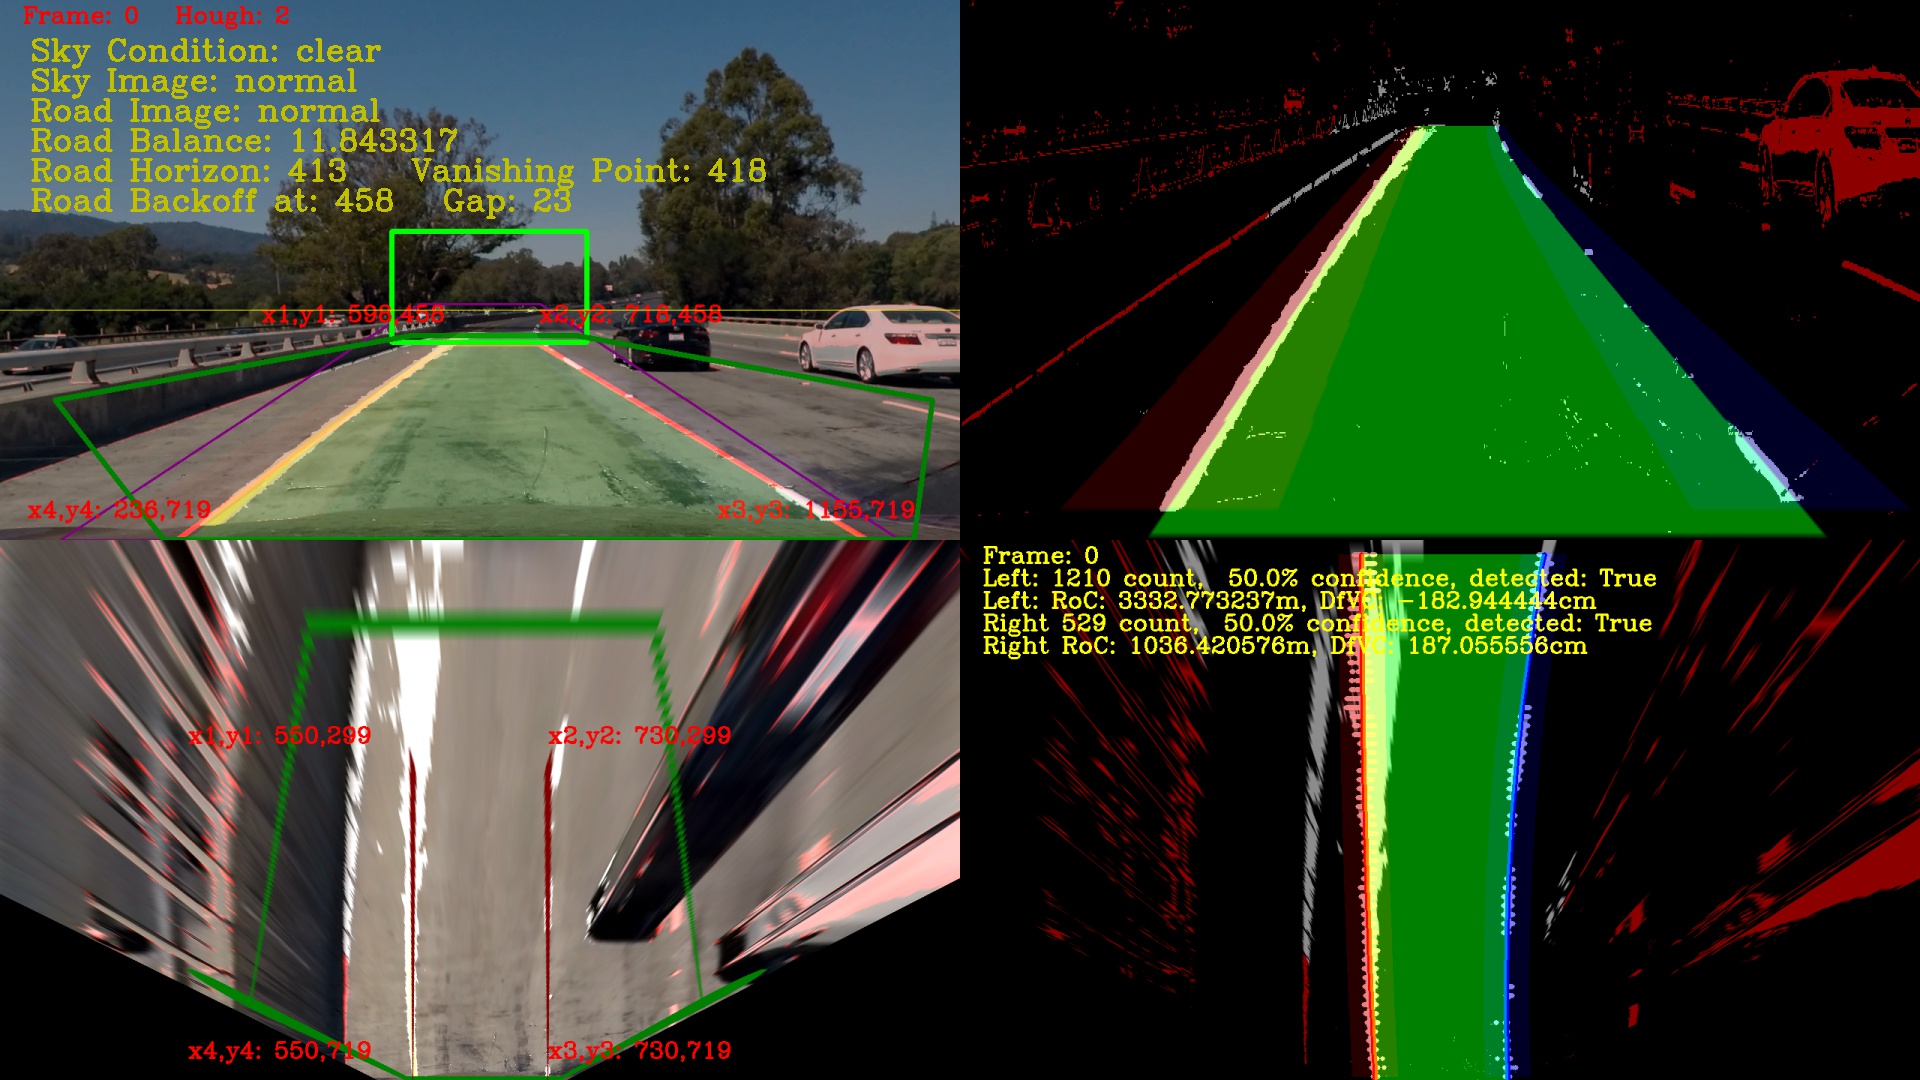 Frame: 0   Hough: 2
Sky Condition: clear
Sky Image: normal
Road Image: normal
Road Balance: 11.843317
Road Horizon: 413    Vanishing Point: 418
Road Backoff at: 458   Gap: 23
x1,y1: 598,458
x2,y2: 718,458
x4,y4: 236,719
x3,y3: 1155,719
x1,y1: 550,299
x2,y2: 730,299
x4,y4: 550,719
x3,y3: 730,719
Frame: 0
Left: 1210 count,  50.0% confidence, detected: True
Left: RoC: 3332.773237m, DfVC: -182.944444cm
Right 529 count,  50.0% confidence, detected: True
Right RoC: 1036.420576m, DfVC: 187.055556cm